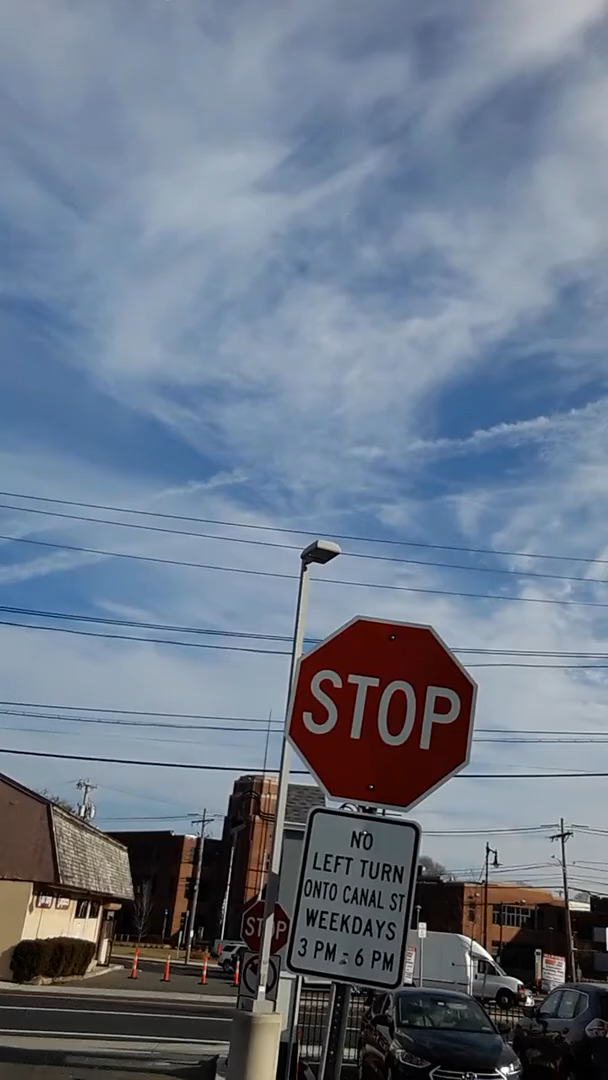 STOP
NO
LEFT TURN
ONTO CANAL ST
WEEKDAYS
3 PM - 6 PM
STOP